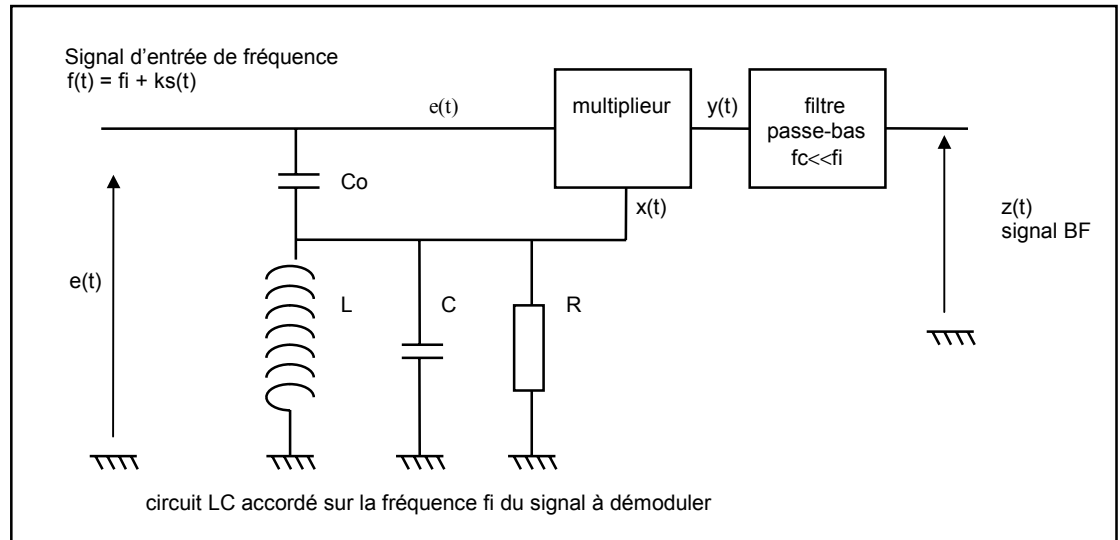 Signal d'entrée de fréquence
f(t) = fi + ks(t)
e(t)
multiplieur
y(t)
filtre
passe-bas
fc<<fi
Co
x(t)
z(t)
signal BF
e(t)
L
C
R
circuit LC accordé sur la fréquence fi du signal à démoduler